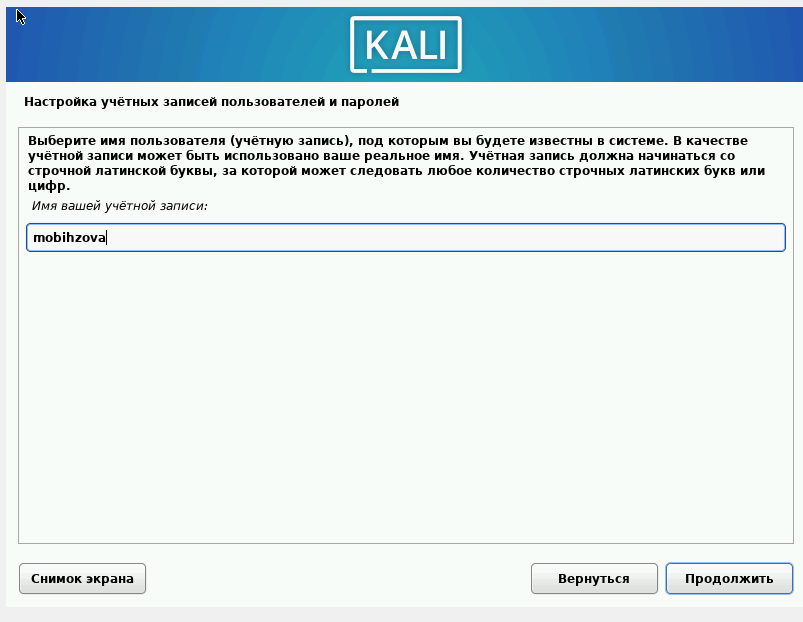 KALI
Настройка учётных записей пользователей и паролей
Выберите имя пользователя (учётную запись), под которым вы будете известны в системе. В качестве
учётной записи может быть использовано ваше реальное имя. Учётная запись должна начинаться со
строчной латинской буквы, за которой может следовать любое количество строчных латинских букв или
цифр.
Имя вашей учётной записи:
mobihzova
Снимок экрана
Вернуться
Продолжить